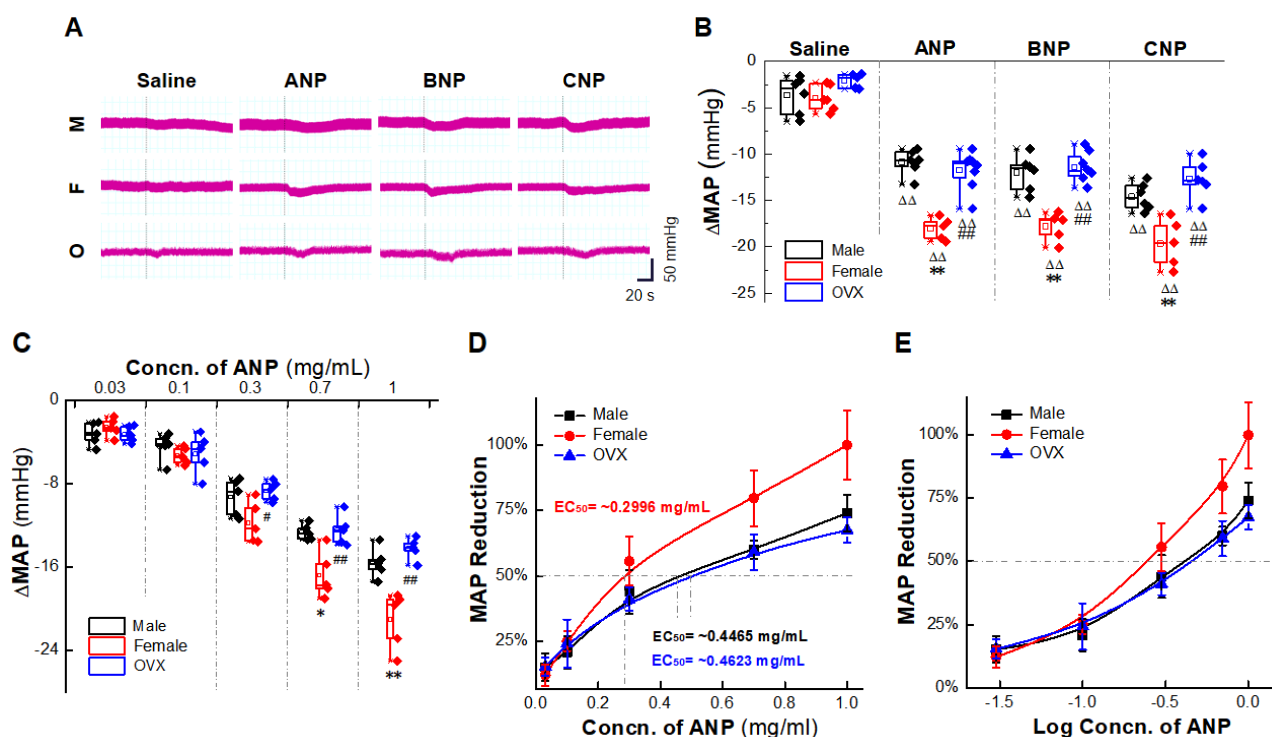 A
Saline ANP BNP CNP
M
F
O
50 mmHg
20 s
B
Saline ANP BNP CNP
ΔMAP (mmHg)
0
-5
-10
-15
-20
-25
ΔΔ ΔΔ ** ΔΔ ##
ΔΔ ΔΔ ** ΔΔ ##
ΔΔ ΔΔ ** ΔΔ ##
Male
Female
OVX
C
Concn. of ANP (mg/mL)
0.03 0.1 0.3 0.7 1
ΔMAP (mmHg)
0
-8
-16
-24
#
* ##
** ##
Male
Female
OVX
D
Male
Female
OVX
MAP Reduction
100%
75%
50%
25%
EC50= ~0.2996 mg/mL
EC50= ~0.4465 mg/mL
EC50= ~0.4623 mg/mL
0.0 0.2 0.4 0.6 0.8 1.0
Concn. of ANP (mg/ml)
E
Male
Female
OVX
MAP Reduction
100%
75%
50%
25%
0%
-1.5 -1.0 -0.5 0.0
Log Concn. of ANP